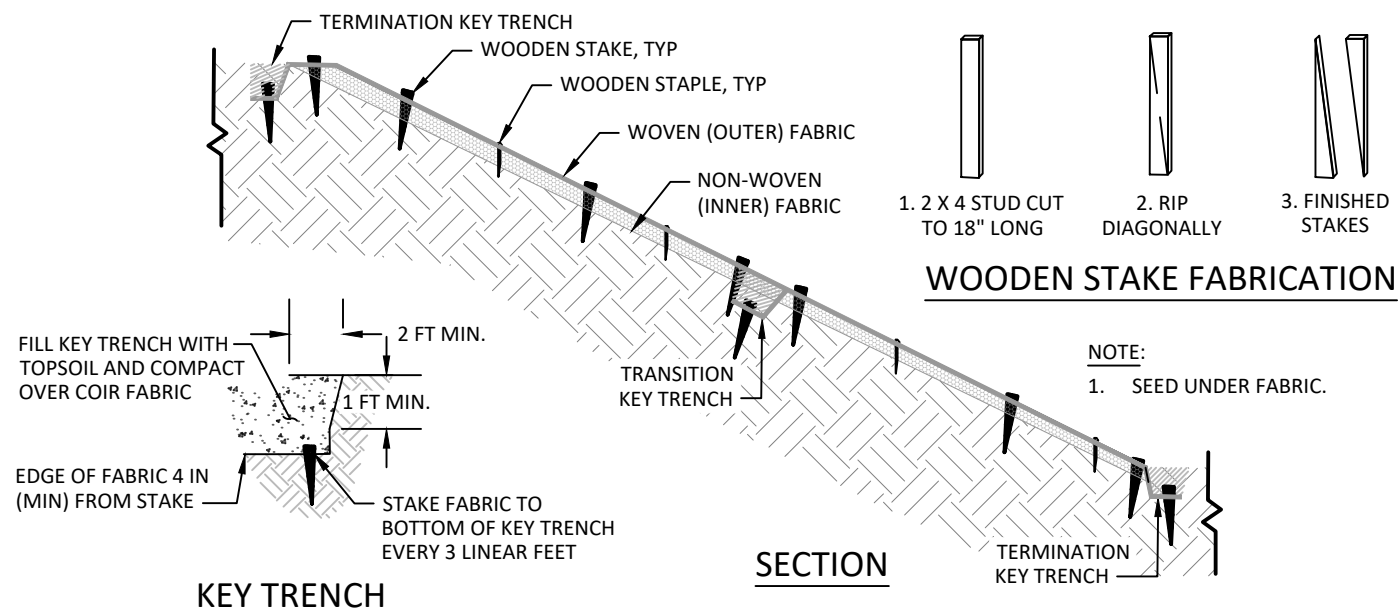 TERMINATION KEY TRENCH
WOODEN STAKE, TYP
WOODEN STAPLE, TYP
WOVEN (OUTER) FABRIC
NON-WOVEN
(INNER) FABRIC
1. 2 X 4 STUD CUT
TO 18" LONG
2. RIP
DIAGONALLY
3. FINISHED
STAKES
WOODEN STAKE FABRICATION
NOTE:
1. SEED UNDER FABRIC.
2 FT MIN.
FILL KEY TRENCH WITH
TOPSOIL AND COMPACT
OVER COIR FABRIC
1 FT MIN.
EDGE OF FABRIC 4 IN
(MIN) FROM STAKE
STAKE FABRIC TO
BOTTOM OF KEY TRENCH
EVERY 3 LINEAR FEET
KEY TRENCH
TRANSITION
KEY TRENCH
TERMINATION
KEY TRENCH
SECTION